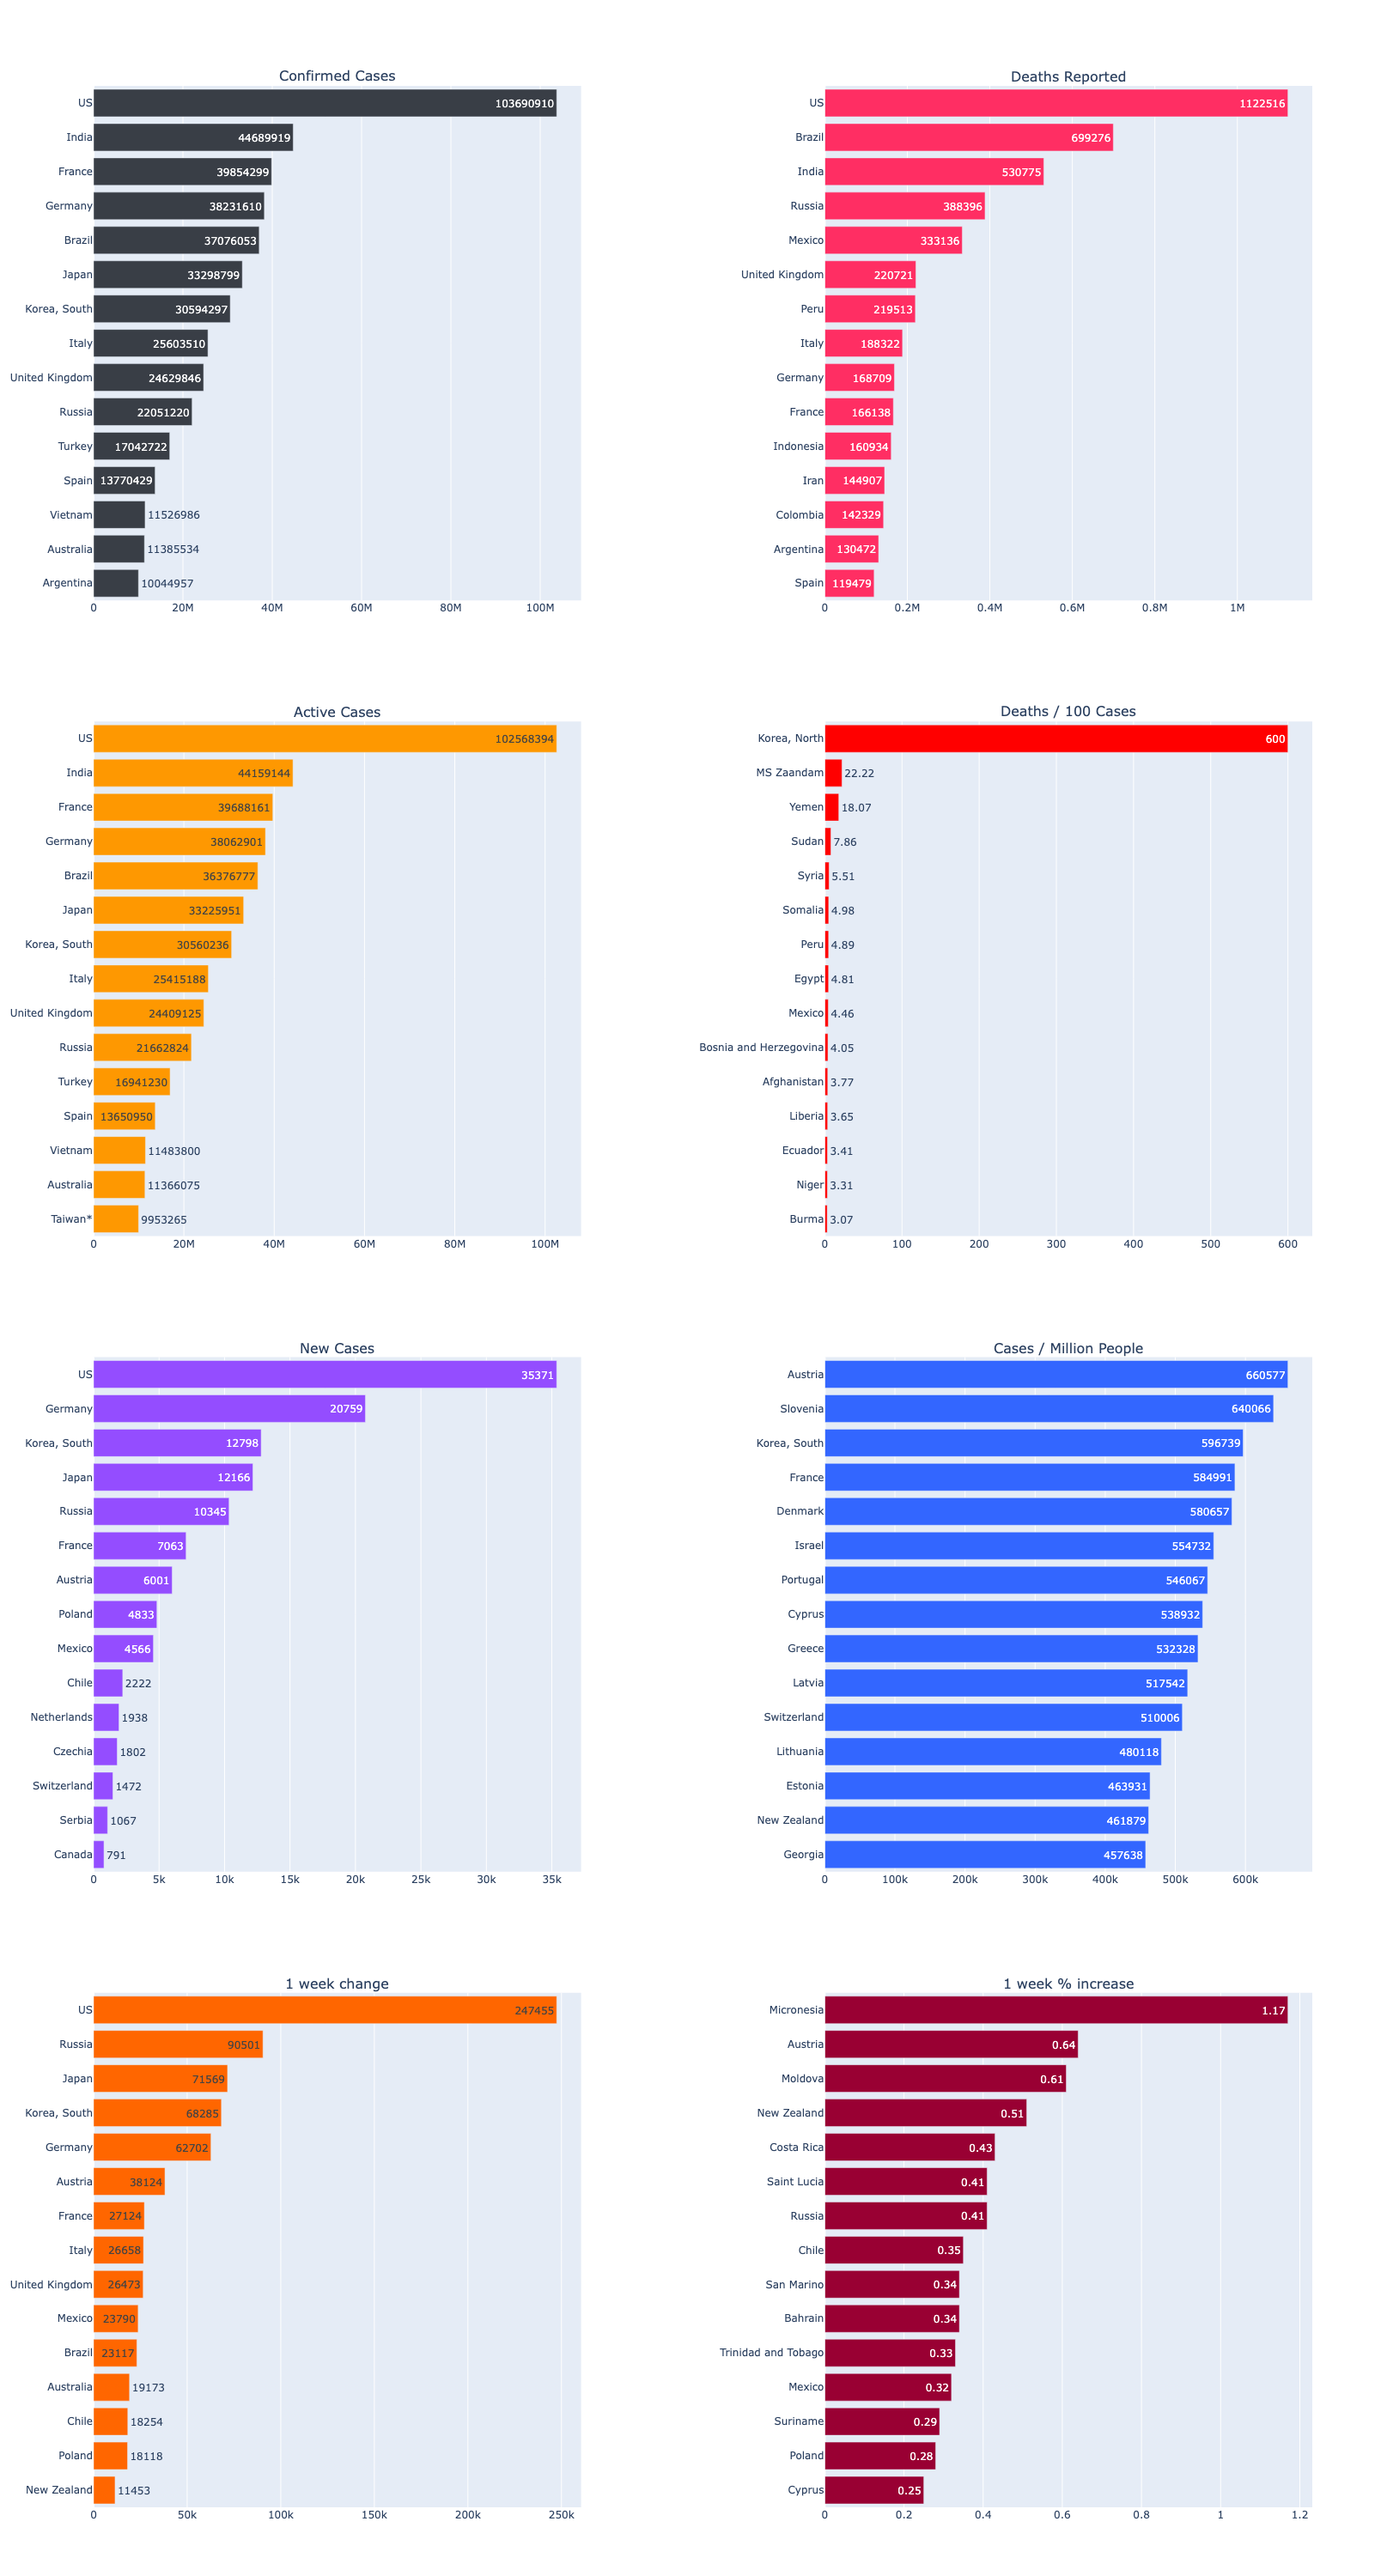 Confirmed Cases
US 103690910
India 44689919
France 39854299
Germany 38231610
Brazil 37076053
Japan 33298799
Korea, South 30594297
Italy 25603510
United Kingdom 24629846
Russia 22051220
Turkey 17042722
Spain 13770429
Vietnam 11526986
Australia 11385534
Argentina 10044957
0 20M 40M 60M 80M 100M
Deaths Reported
US 1122516
Brazil 699276
India 530775
Russia 388396
Mexico 333136
United Kingdom 220721
Peru 219513
Italy 188322
Germany 168709
France 166138
Indonesia 160934
Iran 144907
Colombia 142329
Argentina 130472
Spain 119479
0 0.2M 0.4M 0.6M 0.8M 1M
Active Cases
US 102568394
India 44159144
France 39688161
Germany 38062901
Brazil 36376777
Japan 33225951
Korea, South 30560236
Italy 25415188
United Kingdom 24409125
Russia 21662824
Turkey 16941230
Spain 13650950
Vietnam 11483800
Australia 11366075
Taiwan* 9953265
0 20M 40M 60M 80M 100M
Deaths / 100 Cases
Korea, North 600
MS Zaandam 22.22
Yemen 18.07
Sudan 7.86
Syria 5.51
Somalia 4.98
Peru 4.89
Egypt 4.81
Mexico 4.46
Bosnia and Herzegovina 4.05
Afghanistan 3.77
Liberia 3.65
Ecuador 3.41
Niger 3.31
Burma 3.07
0 100 200 300 400 500 600
New Cases
US 35371
Germany 20759
Korea, South 12798
Japan 12166
Russia 10345
France 7063
Austria 6001
Poland 4833
Mexico 4566
Chile 2222
Netherlands 1938
Czechia 1802
Switzerland 1472
Serbia 1067
Canada 791
0 5k 10k 15k 20k 25k 30k 35k
Cases / Million People
Austria 660577
Slovenia 640066
Korea, South 596739
France 584991
Denmark 580657
Israel 554732
Portugal 546067
Cyprus 538932
Greece 532328
Latvia 517542
Switzerland 510006
Lithuania 480118
Estonia 463931
New Zealand 461879
Georgia 457638
0 100k 200k 300k 400k 500k 600k
1 week change
US 247455
Russia 90501
Japan 71569
Korea, South 68285
Germany 62702
Austria 38124
France 27124
Italy 26658
United Kingdom 26473
Mexico 23790
Brazil 23117
Australia 19173
Chile 18254
Poland 18118
New Zealand 11453
0 50k 100k 150k 200k 250k
1 week % increase
Micronesia 1.17
Austria 0.64
Moldova 0.61
New Zealand 0.51
Costa Rica 0.43
Saint Lucia 0.41
Russia 0.41
Chile 0.35
San Marino 0.34
Bahrain 0.34
Trinidad and Tobago 0.33
Mexico 0.32
Suriname 0.29
Poland 0.28
Cyprus 0.25
0 0.2 0.4 0.6 0.8 1 1.2